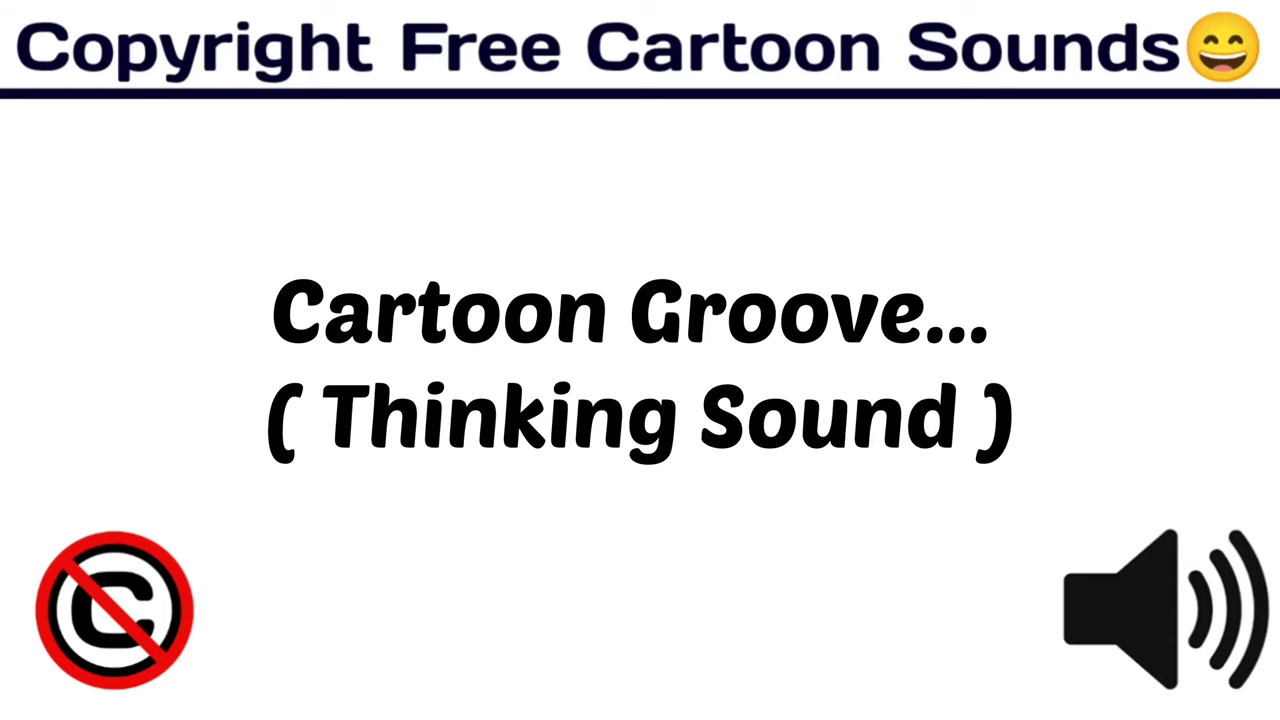 Copyright Free Cartoon Sounds😄
Cartoon Groove...
( Thinking Sound )
C